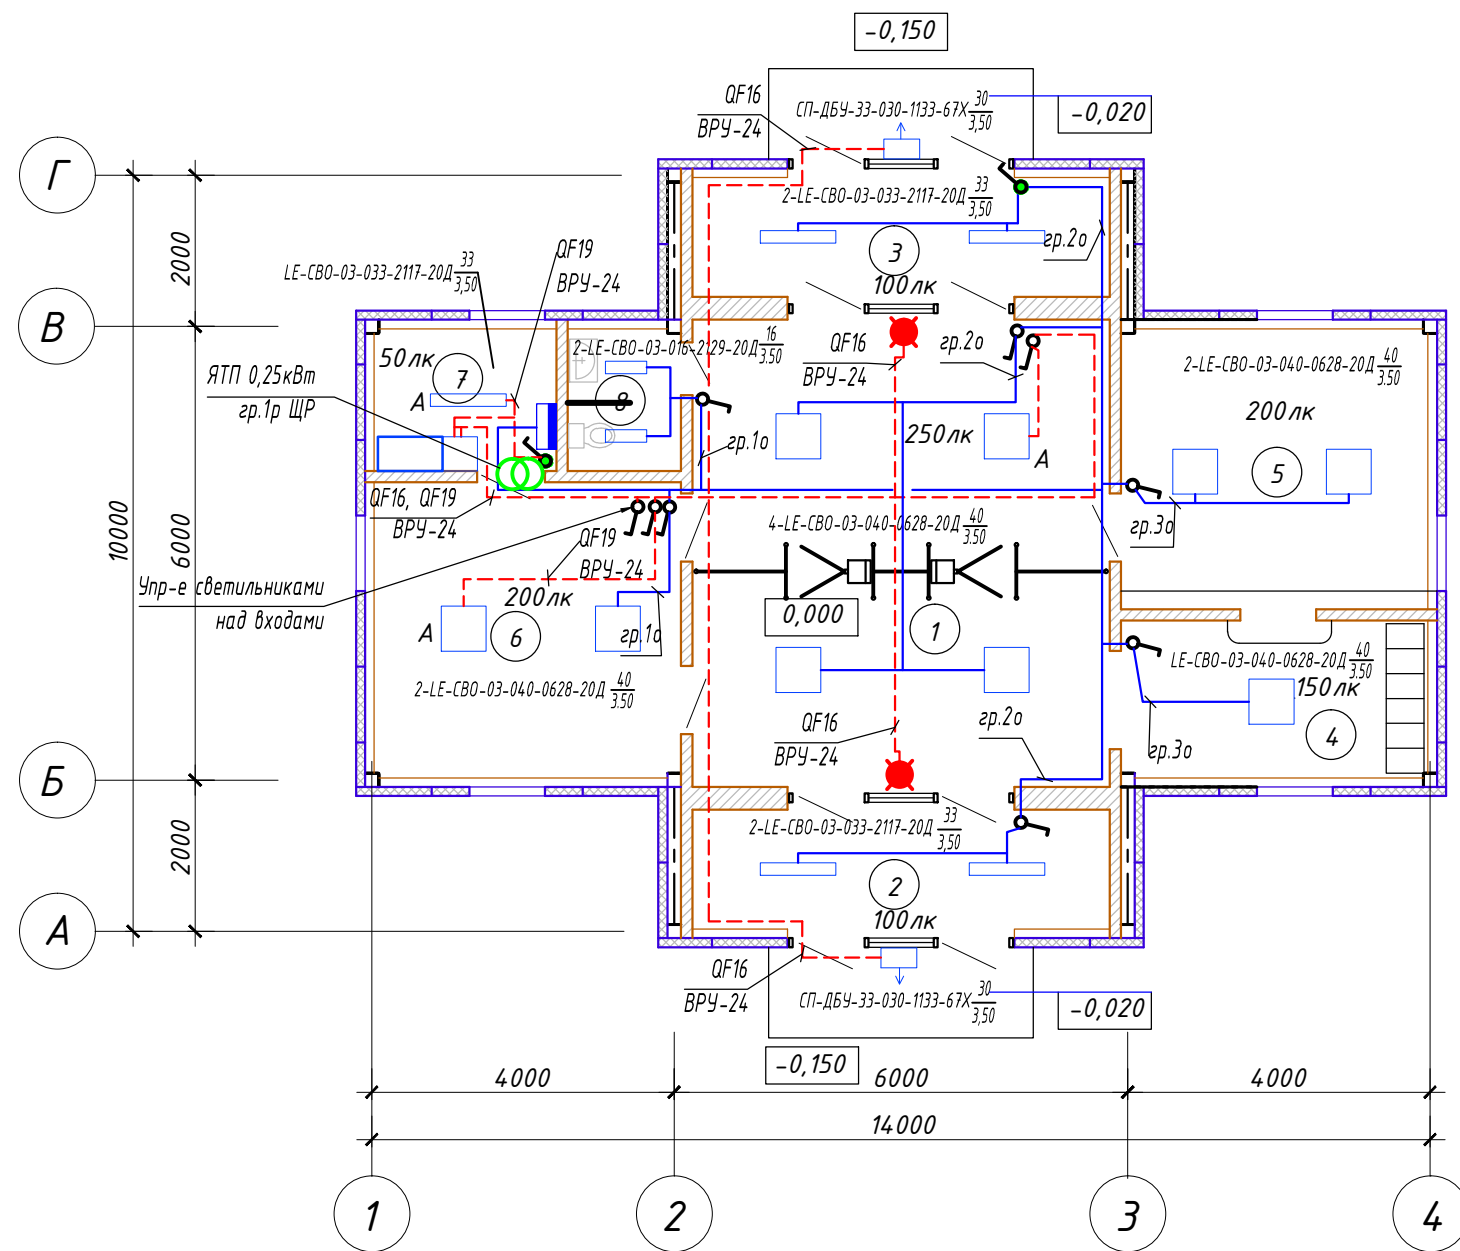 -0,150
QF16
ВРУ-24
СП-ДБУ-33-030-1133-67Х 30
3,50
-0,020
Г
2-LE-СВО-03-033-2117-20Д 33
3,50
3
гр.2о
100лк
2000
QF19
ВРУ-24
LE-СВО-03-033-2117-20Д 33
3,50
В
50лк
7
2-LE-СВО-03-016-2129-20Д 16
3.50
8
QF16
ВРУ-24
гр.2о
2-LE-СВО-03-040-0628-20Д 40
3.50
200лк
ЯТП 0,25кВт
гр.1р ЩР
А
гр.1о
250лк
А
5
QF16, QF19
ВРУ-24
10000
6000
QF19
ВРУ-24
4-LE-СВО-03-040-0628-20Д 40
3.50
гр.3о
Упр-е светильниками
над входами
200лк
А
6
гр.1о
0,000
1
LE-СВО-03-040-0628-20Д 40
3.50
150лк
4
2-LE-СВО-03-040-0628-20Д 40
3.50
QF16
ВРУ-24
гр.2о
гр.3о
Б
2-LE-СВО-03-033-2117-20Д 33
3,50
2000
2
100лк
А
QF16
ВРУ-24
СП-ДБУ-33-030-1133-67Х 30
3,50
-0,020
-0,150
4000
6000
4000
14000
1
2
3
4